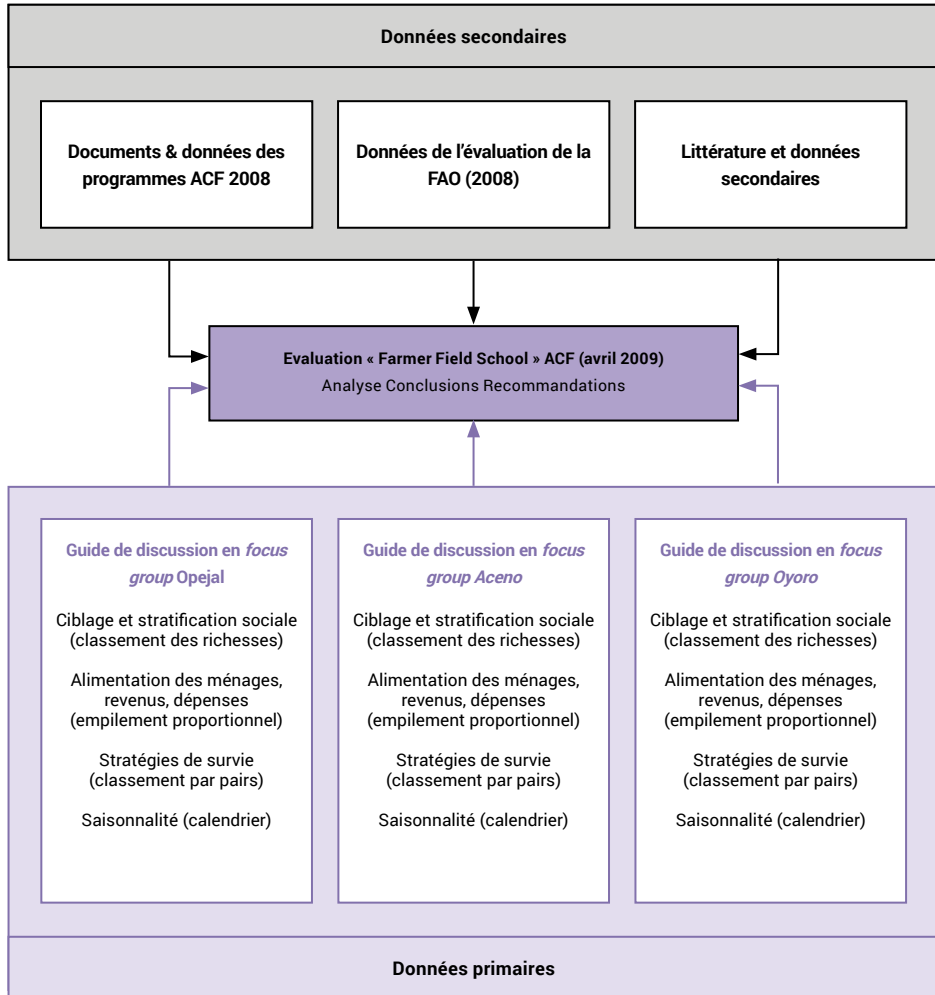 Données secondaires
Documents & données des
programmes ACF 2008
Données de l'évaluation de la
FAO (2008)
Littérature et données
secondaires
Evaluation « Farmer Field School » ACF (avril 2009)
Analyse Conclusions Recommandations
Guide de discussion en focus
group Opejal
Ciblage et stratification sociale
(classement des richesses)
Alimentation des ménages,
revenus, dépenses
(empilement proportionnel)
Stratégies de survie
(classement par pairs)
Saisonnalité (calendrier)
Guide de discussion en focus
group Aceno
Ciblage et stratification sociale
(classement des richesses)
Alimentation des ménages,
revenus, dépenses
(empilement proportionnel)
Stratégies de survie
(classement par pairs)
Saisonnalité (calendrier)
Guide de discussion en focus
group Oyoro
Ciblage et stratification sociale
(classement des richesses)
Alimentation des ménages,
revenus, dépenses
(empilement proportionnel)
Stratégies de survie
(classement par pairs)
Saisonnalité (calendrier)
Données primaires